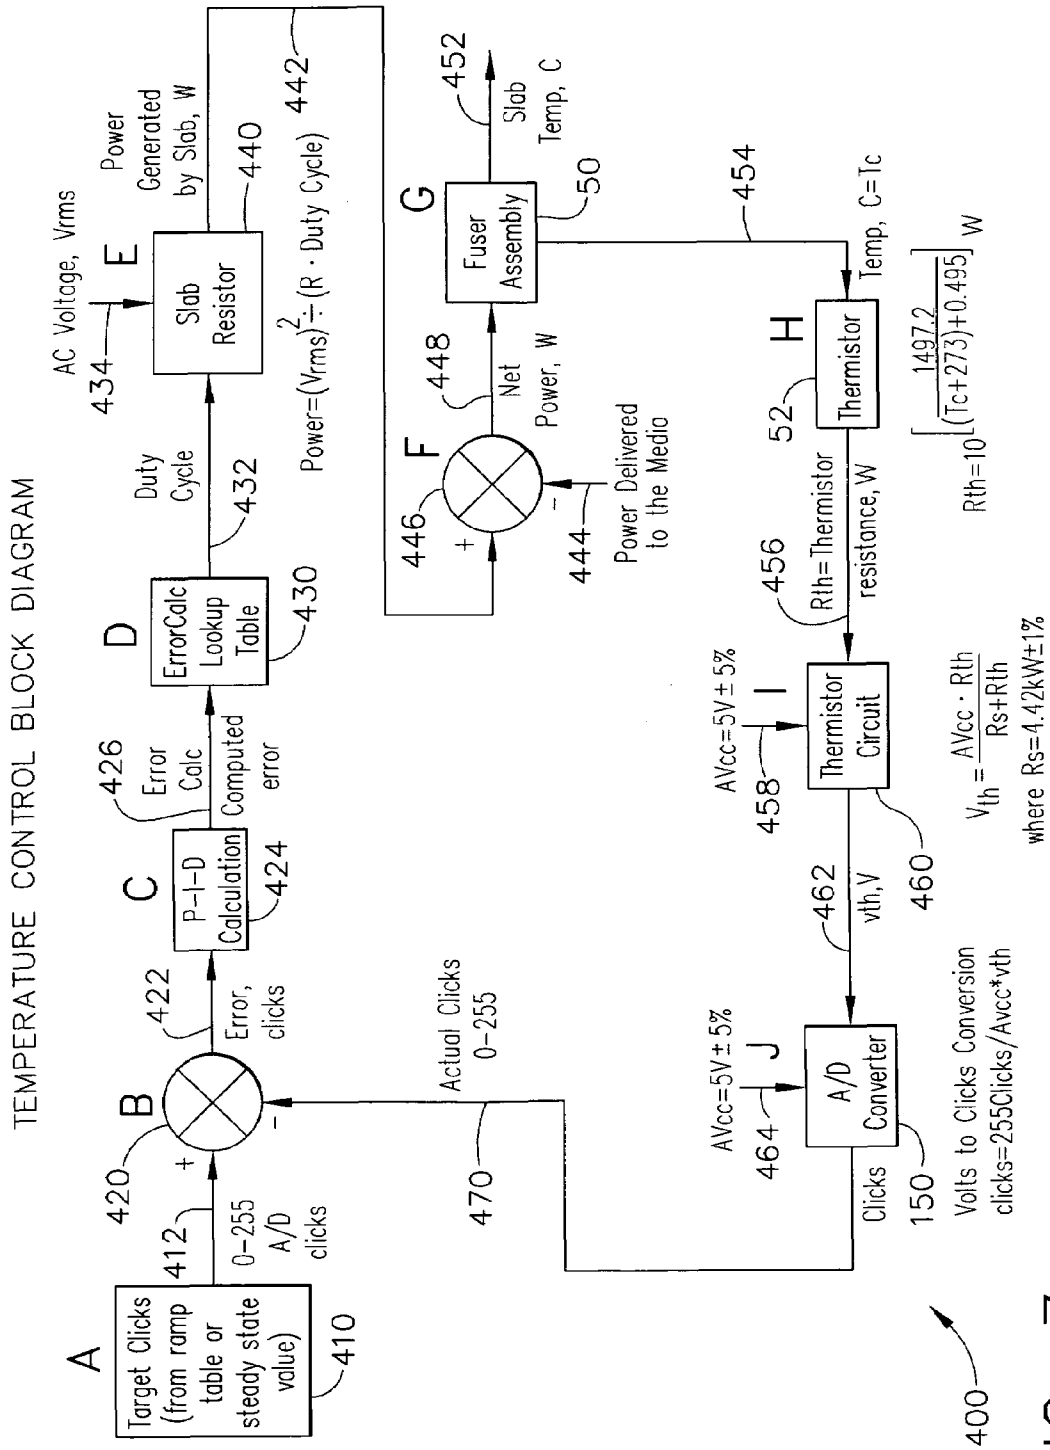 TEMPERATURE CONTROL BLOCK DIAGRAM
A
Target Clicks
(from ramp
table or
steady state
value)
410
412
0-255
A/D
clicks
B
420
+
-
422
Error,
clicks
C
P-I-D
Calculation
424
426
Error
Calc
Computed
error
D
ErrorCalc
Lookup
Table
430
Duty
Cycle
432
AC Voltage, Vrms
434
E
Slab
Resistor
440
Power
Generated
by Slab, W
442
Power=(Vrms)²÷(R · Duty Cycle)
F
446
+
-
444
Power Delivered
to the Media
448
Net
Power, W
G
Fuser
Assembly
50
452
Slab
Temp, C
454
Temp, C=Tc
H
52
Thermistor
Rth=10[1497.2/(Tc+273)+0.495] W
Rth=Thermistor
resistance, W
456
AVcc=5V±5%
458
I
Thermistor
Circuit
460
Vth = AVcc · Rth / Rs+Rth
where Rs=4.42kW±1%
462
vth,V
AVcc=5V±5%
464
J
A/D
Converter
150
Clicks
Volts to Clicks Conversion
clicks=255Clicks/Avcc*vth
Actual Clicks
0-255
470
400